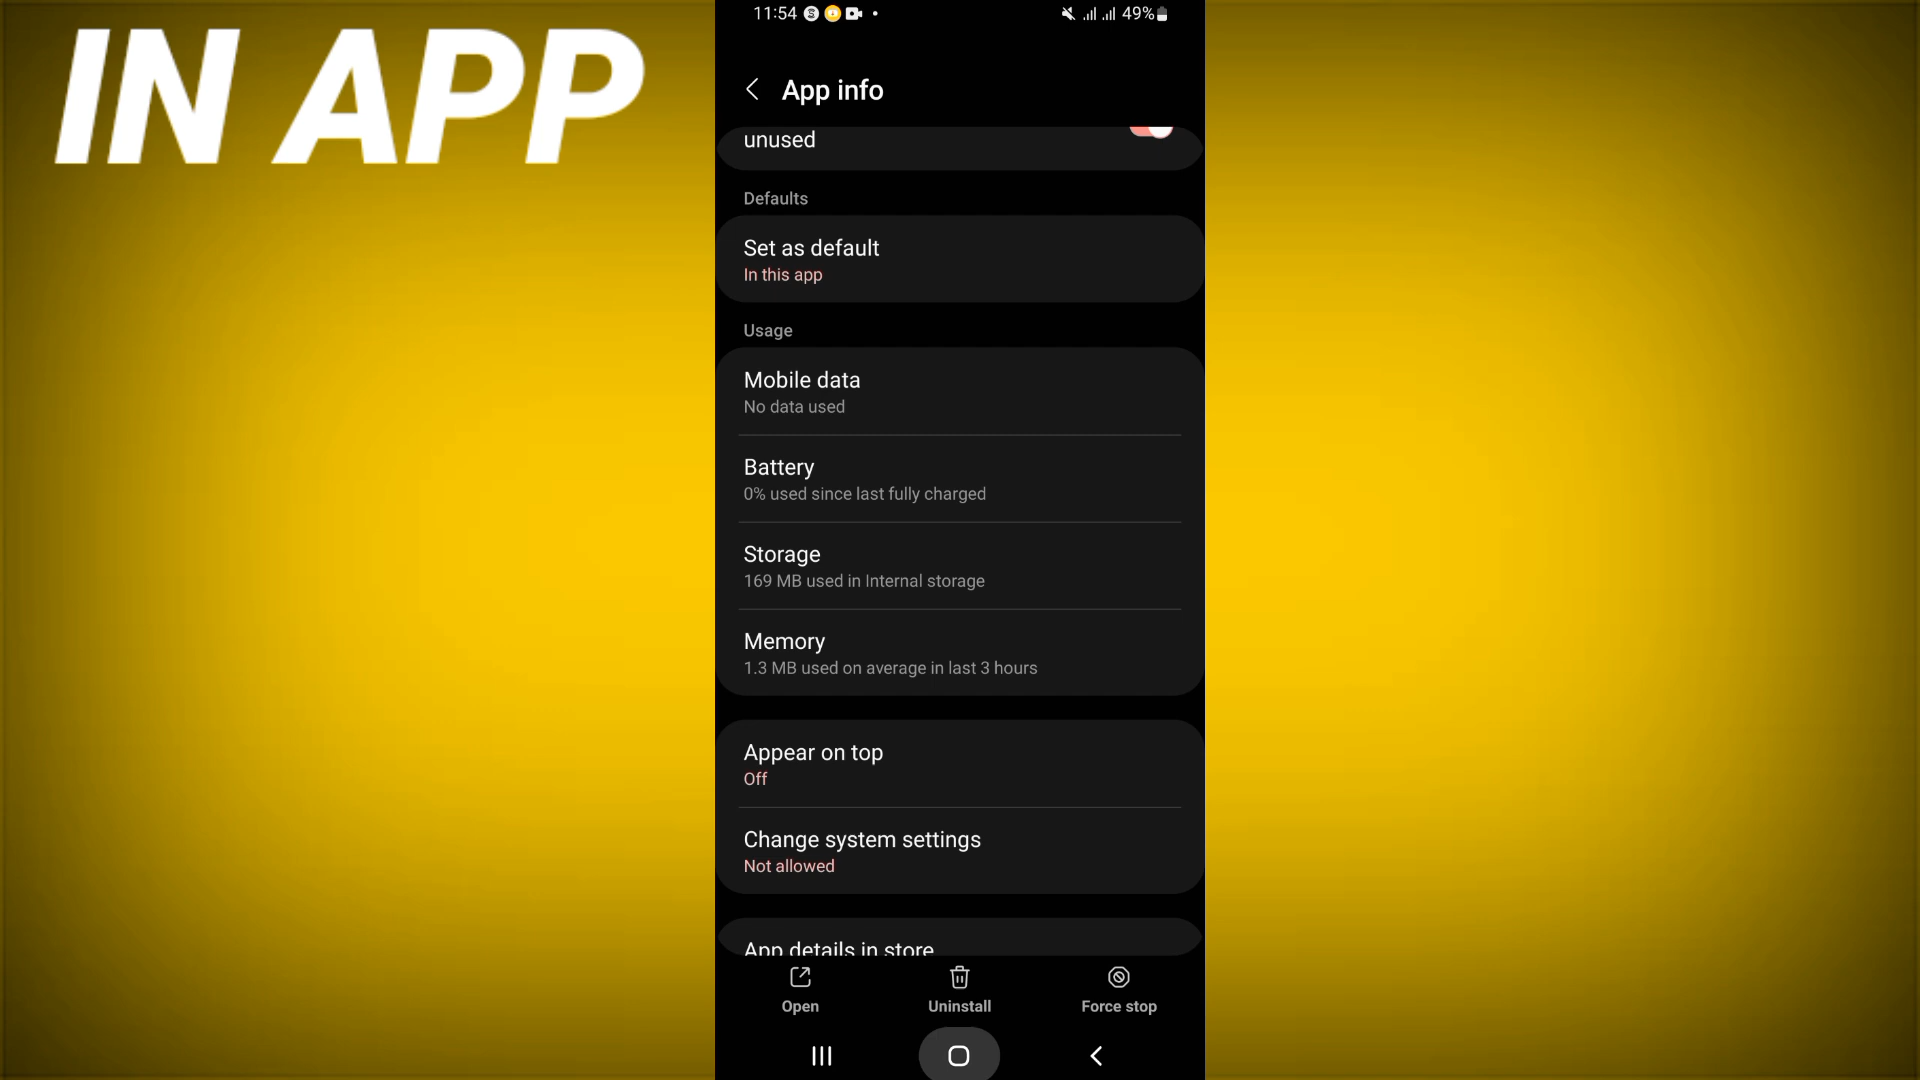 IN APP
11:54
49%
App info
unused
Defaults
Set as default
In this app
Usage
Mobile data
No data used
Battery
0% used since last fully charged
Storage
169 MB used in Internal storage
Memory
1.3 MB used on average in last 3 hours
Appear on top
Off
Change system settings
Not allowed
App details in store
Open
Uninstall
Force stop